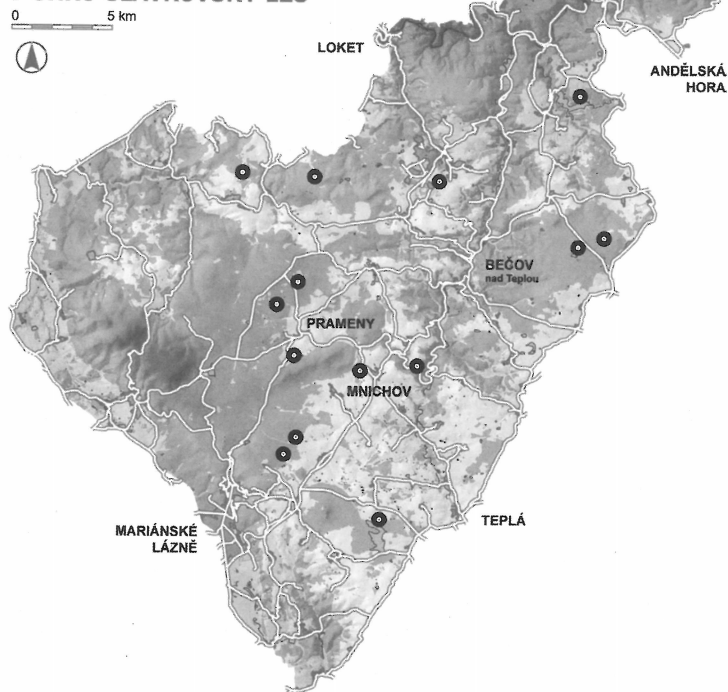 0 5 km
LOKET
ANDĚLSKÁ
HORA
BEČOV
nad Teplou
PRAMENY
MNICHOV
MARIÁNSKÉ
LÁZNĚ
TEPLÁ